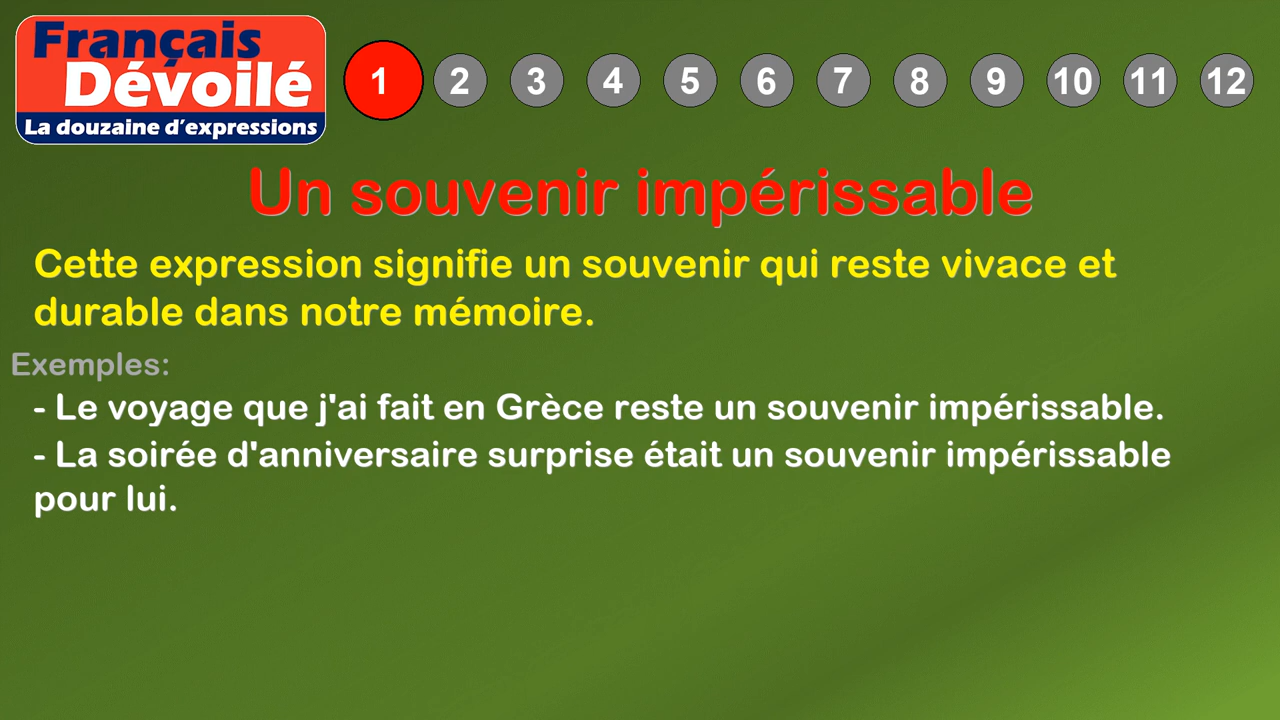 Français
Dévoilé
La douzaine d'expressions
1 2 3 4 5 6 7 8 9 10 11 12
Un souvenir impérissable
Cette expression signifie un souvenir qui reste vivace et
durable dans notre mémoire.
Exemples:
- Le voyage que j'ai fait en Grèce reste un souvenir impérissable.
- La soirée d'anniversaire surprise était un souvenir impérissable
pour lui.